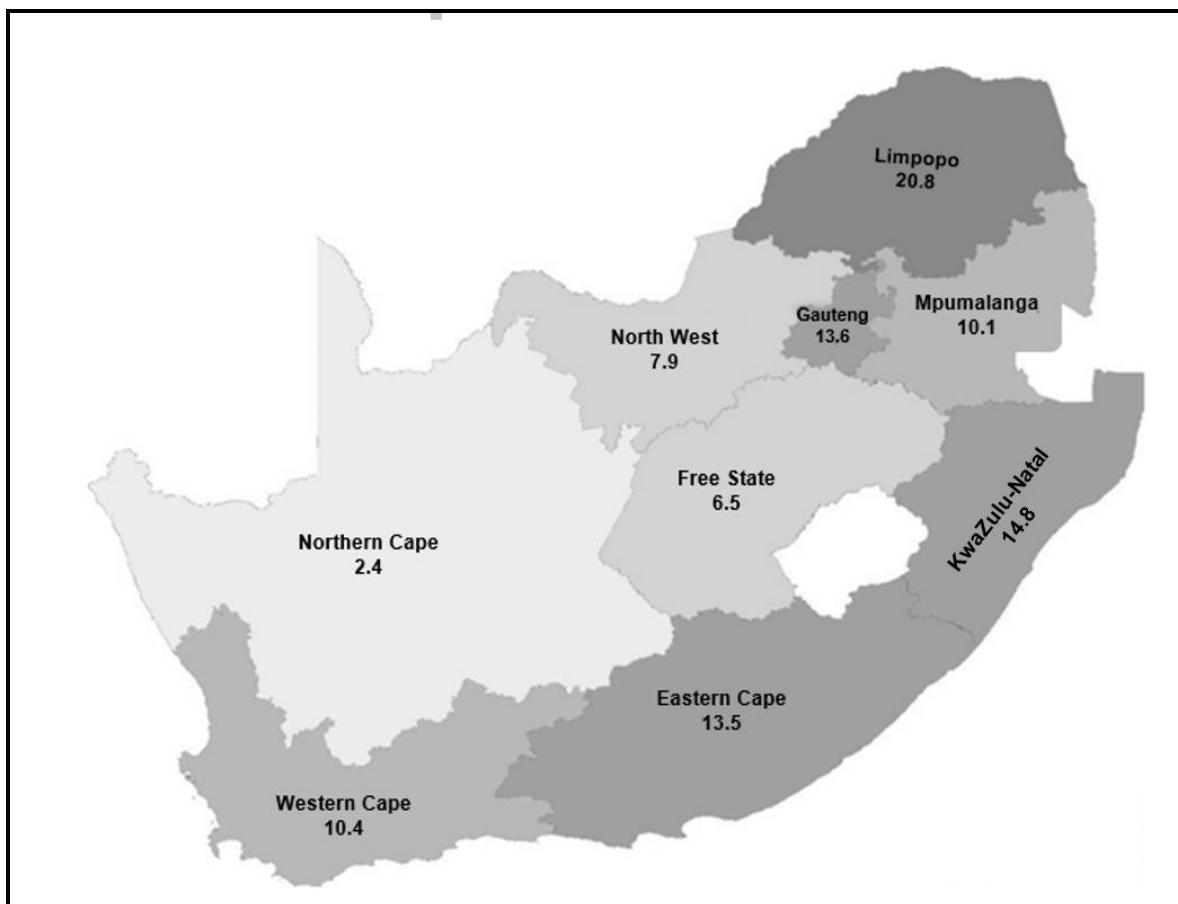 Limpopo
20.8
Mpumalanga
10.1
Gauteng
13.6
North West
7.9
Free State
6.5
KwaZulu-Natal
14.8
Northern Cape
2.4
Eastern Cape
13.5
Western Cape
10.4